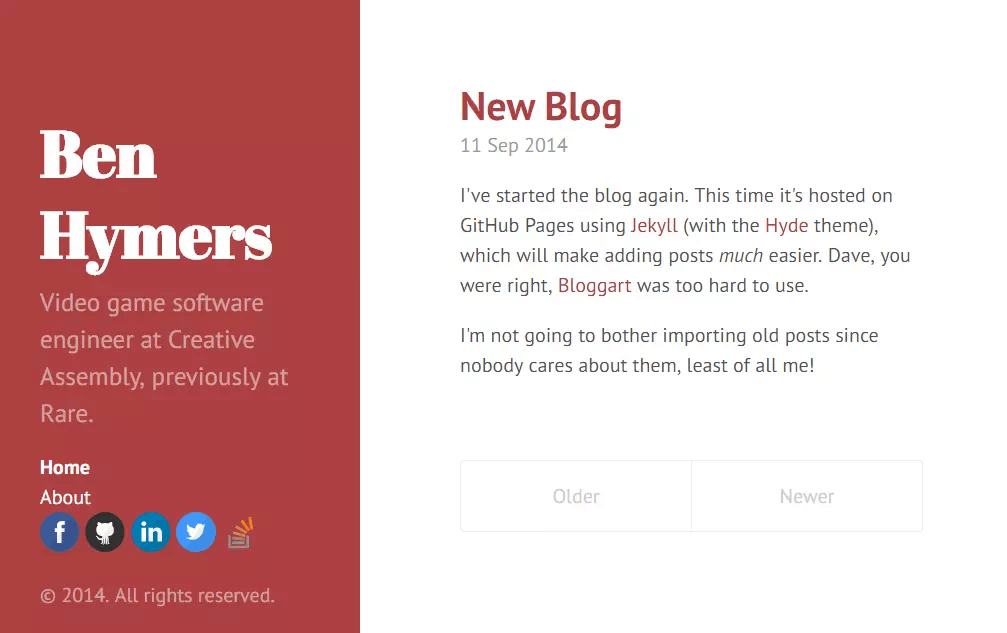 Ben
Hymers
Video game software
engineer at Creative
Assembly, previously at
Rare.
Home
About
f
in
© 2014. All rights reserved.
New Blog
11 Sep 2014
I've started the blog again. This time it's hosted on
GitHub Pages using Jekyll (with the Hyde theme),
which will make adding posts much easier. Dave, you
were right, Bloggart was too hard to use.
I'm not going to bother importing old posts since
nobody cares about them, least of all me!
Older
Newer